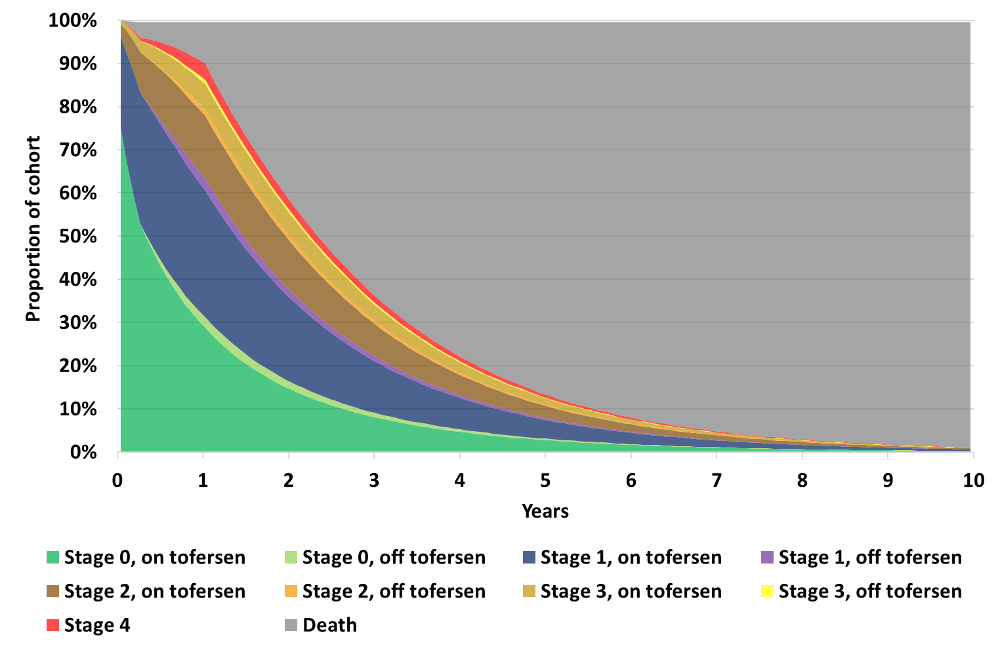 100%
90%
80%
70%
60%
50%
40%
30%
20%
10%
0%
Proportion of cohort
0 1 2 3 4 5 6 7 8 9 10
Years
Stage 0, on tofersen Stage 0, off tofersen Stage 1, on tofersen Stage 1, off tofersen
Stage 2, on tofersen Stage 2, off tofersen Stage 3, on tofersen Stage 3, off tofersen
Stage 4 Death